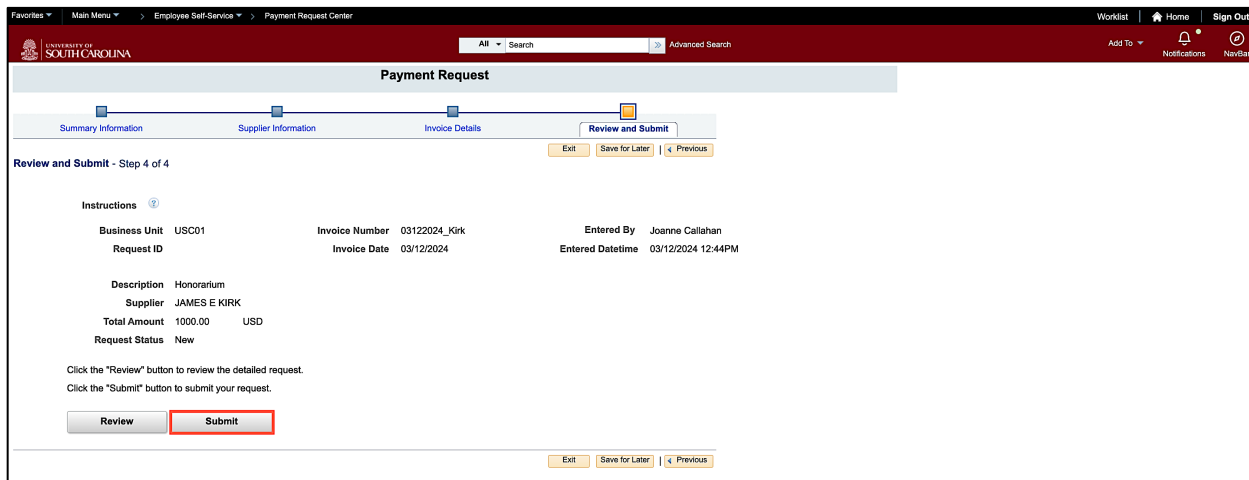 Favorites Main Menu > Employee Self-Service > Payment Request Center Worklist Home Sign Out
UNIVERSITY OF
SOUTH CAROLINA
All Search Advanced Search Add To
Notifications NavBar
Payment Request
Summary Information Supplier Information Invoice Details Review and Submit
Exit Save for Later | Previous
Review and Submit - Step 4 of 4
Instructions ?
Business Unit USC01 Invoice Number 03122024_Kirk Entered By Joanne Callahan
Request ID Invoice Date 03/12/2024 Entered Datetime 03/12/2024 12:44PM
Description Honorarium
Supplier JAMES E KIRK
Total Amount 1000.00 USD
Request Status New
Click the "Review" button to review the detailed request.
Click the "Submit" button to submit your request.
Review Submit
Exit Save for Later | Previous